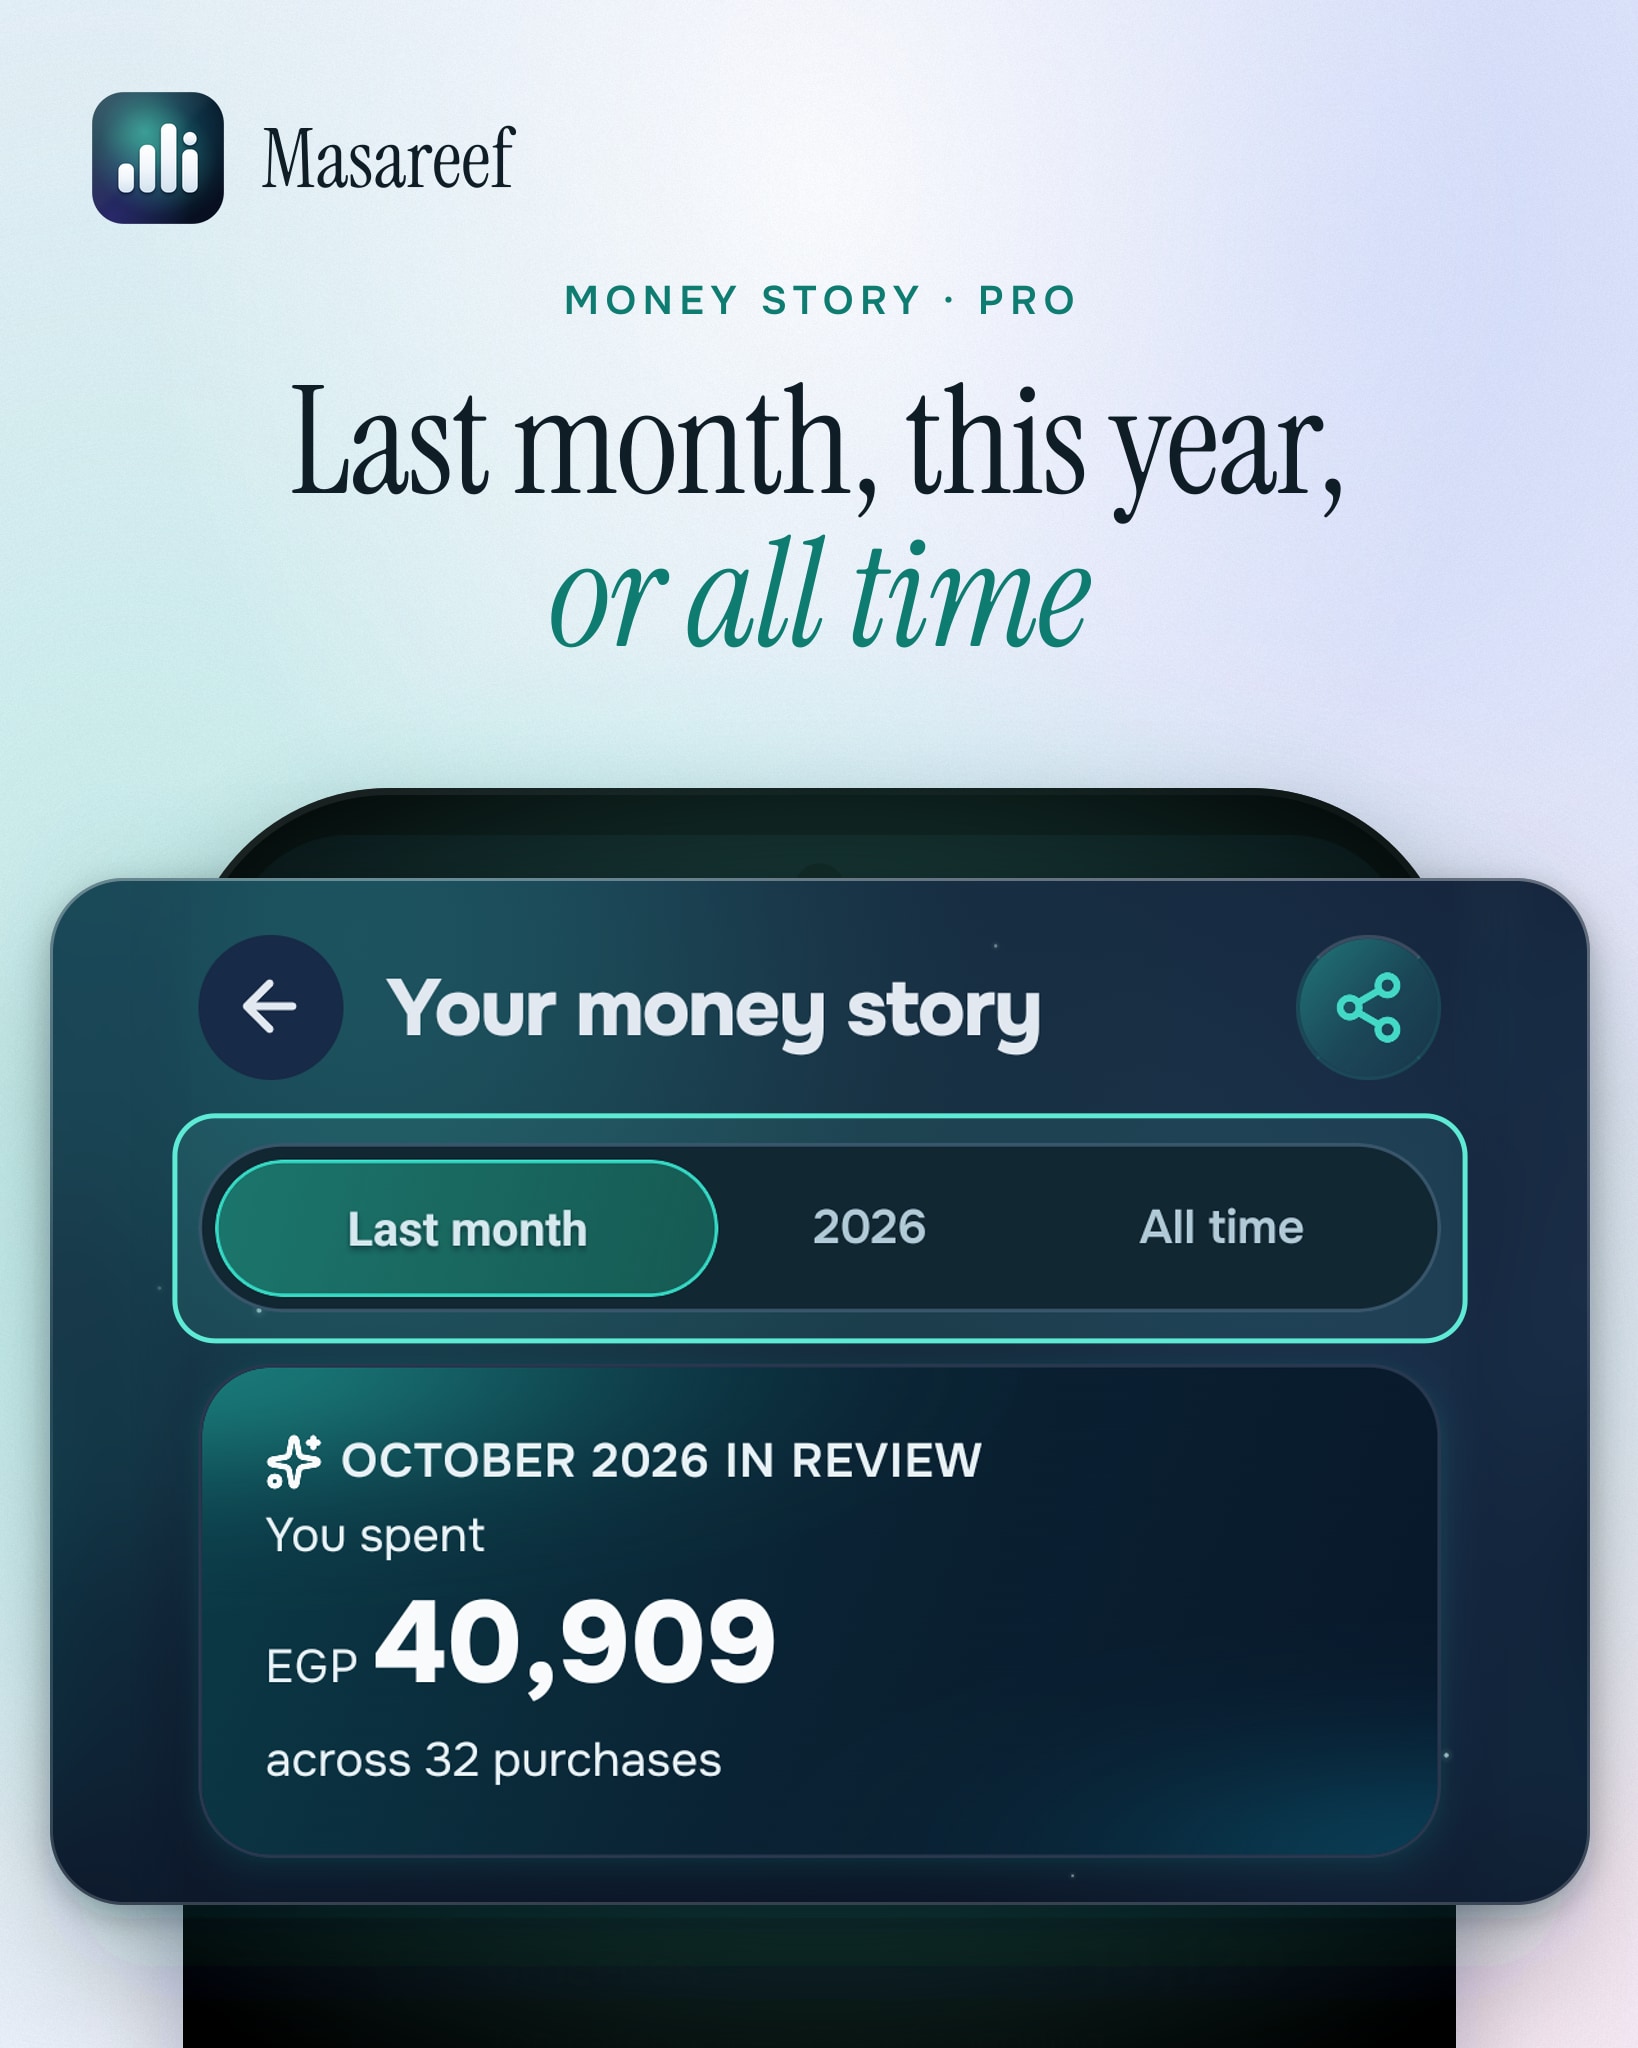 Masareef
MONEY STORY · PRO
Last month, this year,
or all time
Your money story
Last month 2026 All time
OCTOBER 2026 IN REVIEW
You spent
EGP 40,909
across 32 purchases